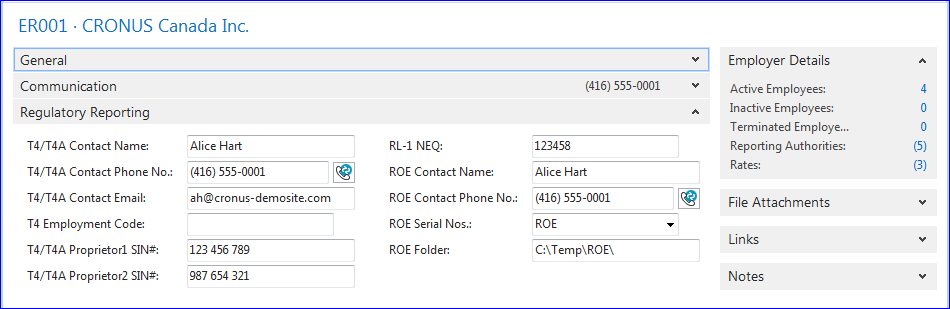 ER001 · CRONUS Canada Inc.
General
Communication (416) 555-0001
Regulatory Reporting
T4/T4A Contact Name: Alice Hart
T4/T4A Contact Phone No.: (416) 555-0001
T4/T4A Contact Email: ah@cronus-demosite.com
T4 Employment Code:
T4/T4A Proprietor1 SIN#: 123 456 789
T4/T4A Proprietor2 SIN#: 987 654 321
RL-1 NEQ: 123458
ROE Contact Name: Alice Hart
ROE Contact Phone No.: (416) 555-0001
ROE Serial Nos.: ROE
ROE Folder: C:\Temp\ROE\
Employer Details
Active Employees: 4
Inactive Employees: 0
Terminated Employe... 0
Reporting Authorities: (5)
Rates: (3)
File Attachments
Links
Notes